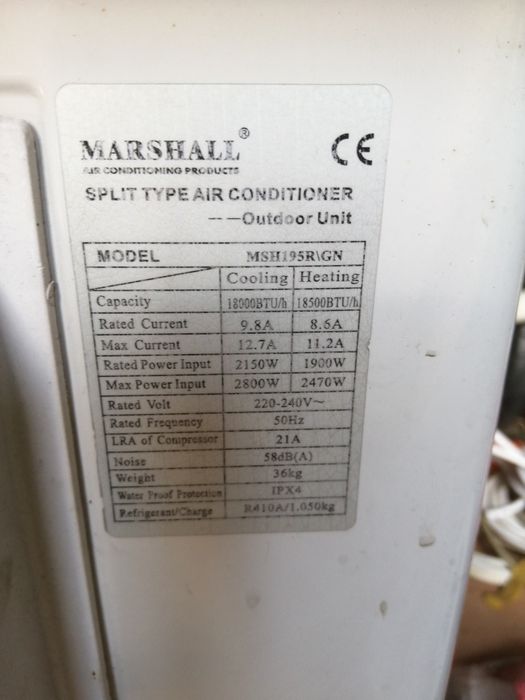 MARSHALL®
AIR CONDITIONING PRODUCTS
CE
SPLIT TYPE AIR CONDITIONER
——Outdoor Unit
MODEL MSH195R\GN
Cooling Heating
Capacity 18000BTU/h 18500BTU/h
Rated Current 9.8A 8.6A
Max Current 12.7A 11.2A
Rated Power Input 2150W 1900W
Max Power Input 2800W 2470W
Rated Volt 220-240V~
Rated Frequency 50Hz
LRA of Compressor 21A
Noise 58dB(A)
Weight 36kg
Water Proof Protection IPX4
Refrigerant/Charge R410A/1.050kg